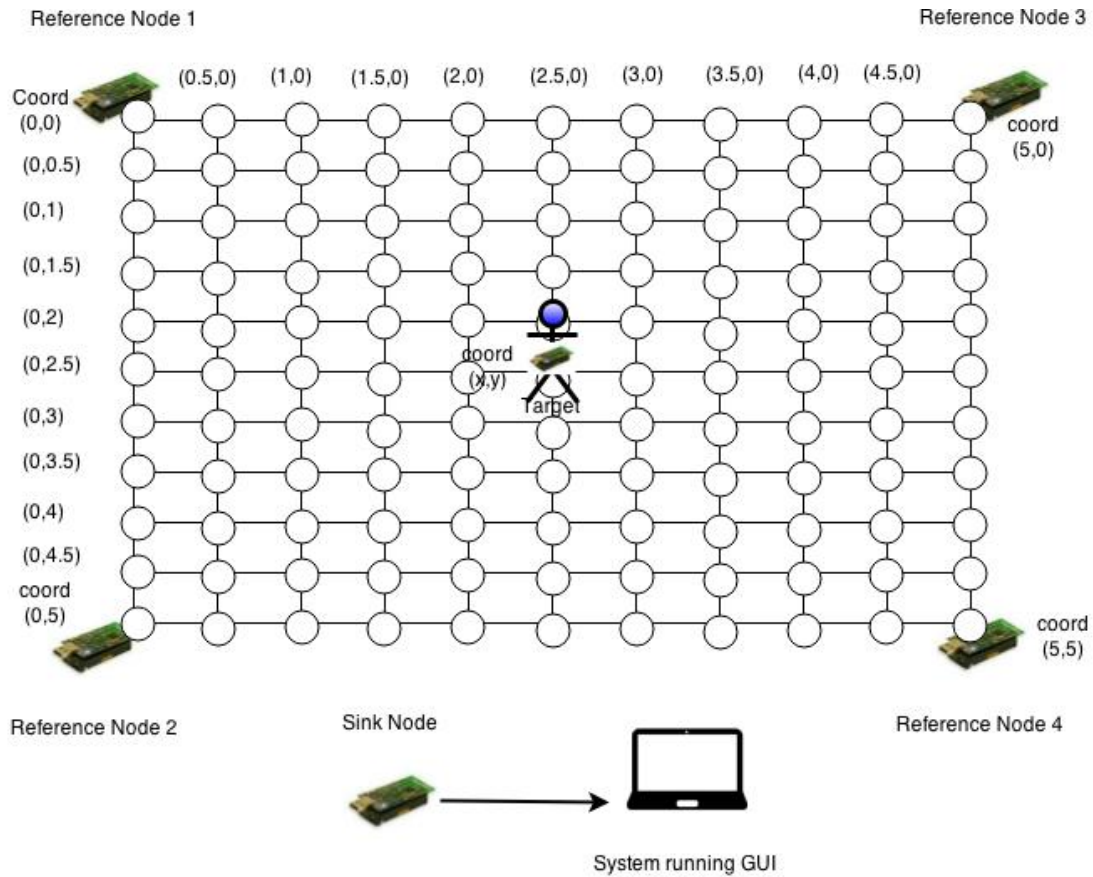 Reference Node 1
Reference Node 3
(0.5,0) (1,0) (1.5,0) (2,0) (2.5,0) (3,0) (3.5,0) (4,0) (4.5,0)
Coord
(0,0)
coord
(5,0)
(0,0.5)
(0,1)
(0,1.5)
(0,2)
coord
(x,y)
(0,2.5)
Target
(0,3)
(0,3.5)
(0,4)
(0,4.5)
coord
(0,5)
coord
(5,5)
Reference Node 2
Sink Node
Reference Node 4
System running GUI